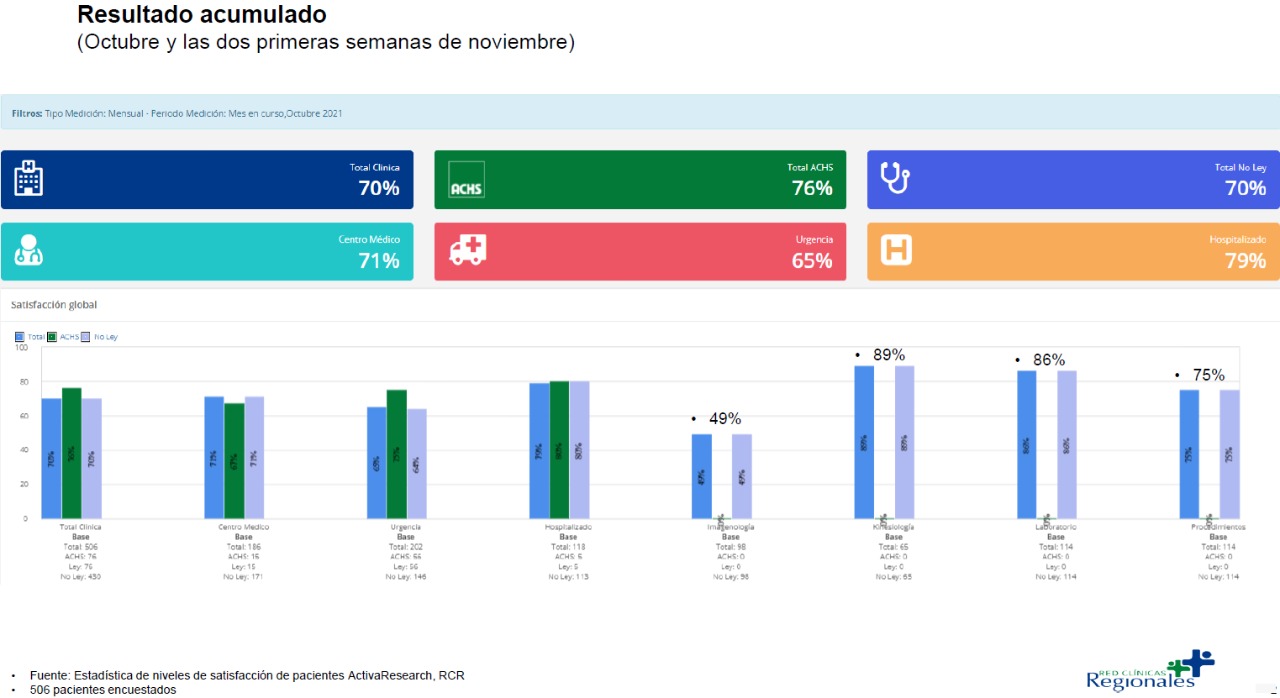 Resultado acumulado
(Octubre y las dos primeras semanas de noviembre)
Filtros: Tipo Medición: Mensual - Periodo Medición: Mes en curso,Octubre 2021
Total Clinica
70%
ACHS
Total ACHS
76%
Total No Ley
70%
Centro Médico
71%
Urgencia
65%
H
Hospitalizado
79%
Satisfacción global
Total ACHS No Ley
100
80
60
40
20
0
70% 76% 70%
71% 67% 71%
65% 75% 64%
79% 80% 80%
• 49%
49% 0% 49%
• 89%
89% 0% 89%
• 86%
86% 0% 86%
• 75%
75% 0% 75%
Total Clínica
Base
Total: 506
ACHS: 76
Ley: 76
No Ley: 430
Centro Medico
Base
Total: 186
ACHS: 15
Ley: 15
No Ley: 171
Urgencia
Base
Total: 202
ACHS: 56
Ley: 56
No Ley: 146
Hospitalizado
Base
Total: 118
ACHS: 5
Ley: 5
No Ley: 113
Imagenología
Base
Total: 98
ACHS: 0
Ley: 0
No Ley: 98
Kinesiología
Base
Total: 65
ACHS: 0
Ley: 0
No Ley: 65
Laboratorio
Base
Total: 114
ACHS: 0
Ley: 0
No Ley: 114
Procedimientos
Base
Total: 114
ACHS: 0
Ley: 0
No Ley: 114
• Fuente: Estadística de niveles de satisfacción de pacientes ActivaResearch, RCR
• 506 pacientes encuestados
RED CLÍNICAS
Regionales